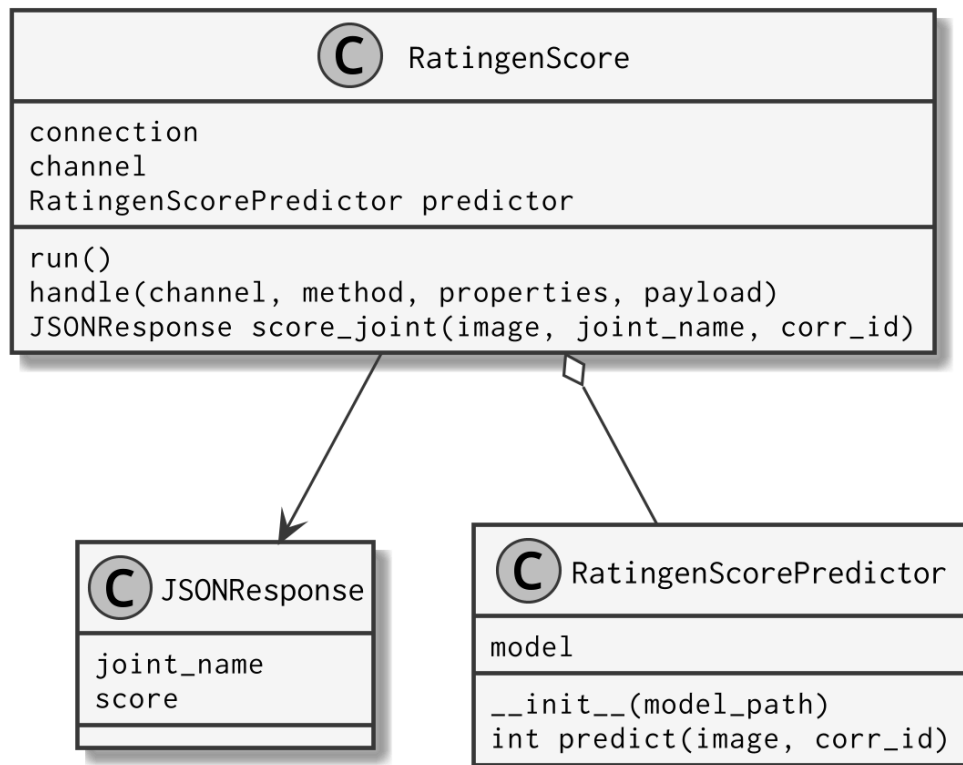 C RatingenScore
connection
channel
RatingenScorePredictor predictor
run()
handle(channel, method, properties, payload)
JSONResponse score_joint(image, joint_name, corr_id)
C JSONResponse
joint_name
score
C RatingenScorePredictor
model
__init__(model_path)
int predict(image, corr_id)